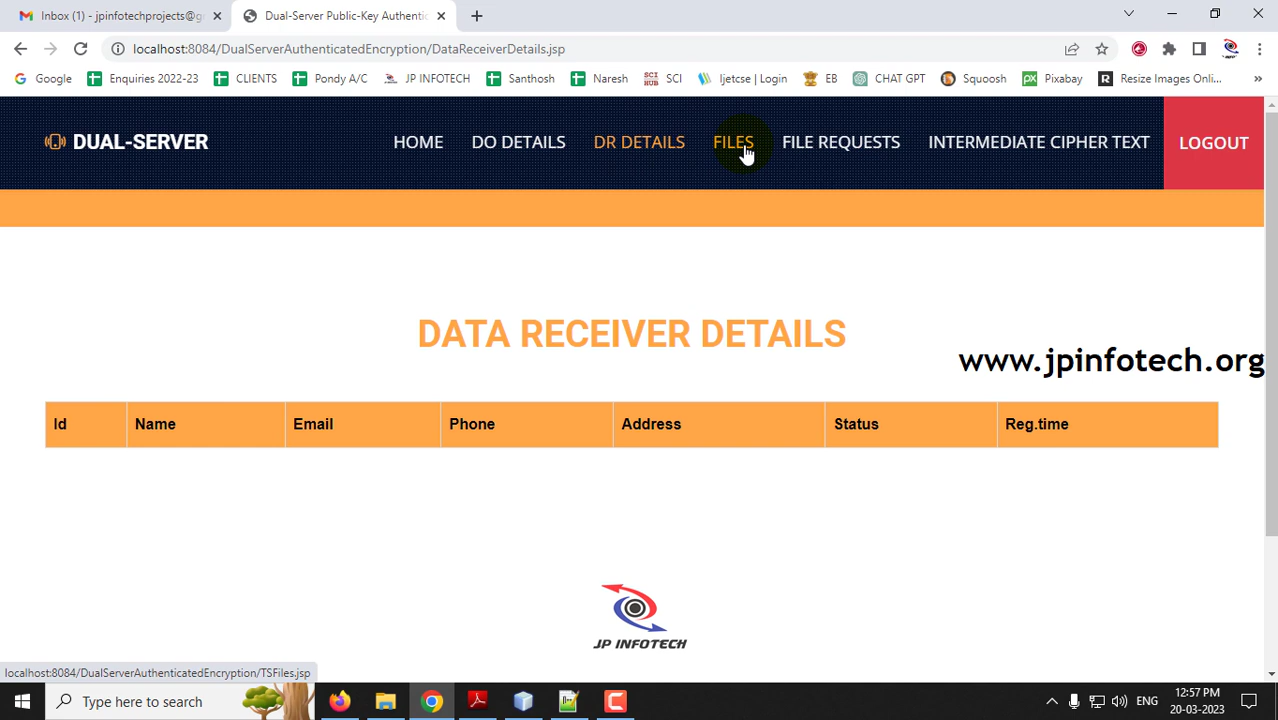 Inbox (1) - jpinfotechprojects@g
Dual-Server Public-Key Authentic
localhost:8084/DualServerAuthenticatedEncryption/DataReceiverDetails.jsp
Google
Enquiries 2022-23
CLIENTS
Pondy A/C
JP INFOTECH
Santhosh
Naresh
SCI HUB
SCI
Ijetcse | Login
EB
CHAT GPT
Squoosh
px
Pixabay
R
Resize Images Onli...
»
DUAL-SERVER
HOME
DO DETAILS
DR DETAILS
FILES
FILE REQUESTS
INTERMEDIATE CIPHER TEXT
LOGOUT
DATA RECEIVER DETAILS
www.jpinfotech.org
Id
Name
Email
Phone
Address
Status
Reg.time
JP INFOTECH
localhost:8084/DualServerAuthenticatedEncryption/TSFiles.jsp
Type here to search
ENG
12:57 PM
20-03-2023